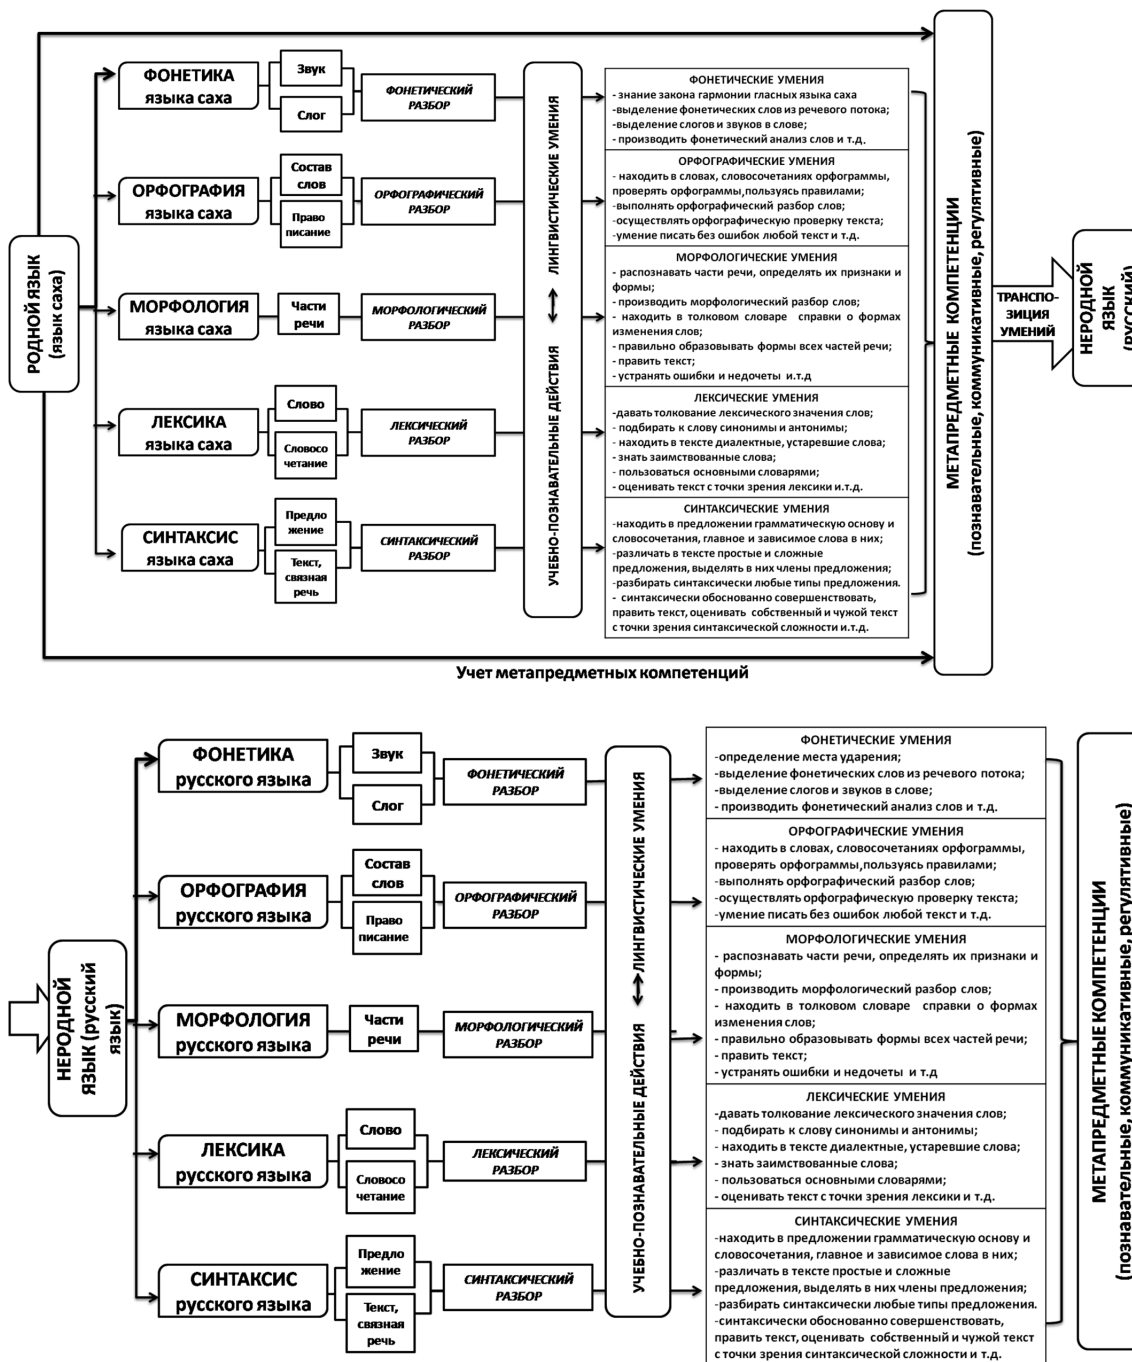 РОДНОЙ ЯЗЫК
(язык саха)
ФОНЕТИКА
языка саха
Звук
Слог
ФОНЕТИЧЕСКИЙ
РАЗБОР
ОРФОГРАФИЯ
языка саха
Состав
слов
Право
писание
ОРФОГРАФИЧЕСКИЙ
РАЗБОР
МОРФОЛОГИЯ
языка саха
Части
речи
МОРФОЛОГИЧЕСКИЙ
РАЗБОР
ЛЕКСИКА
языка саха
Слово
Словосо
четание
ЛЕКСИЧЕСКИЙ
РАЗБОР
СИНТАКСИС
языка саха
Предло
жение
Текст,
связная
речь
СИНТАКСИЧЕСКИЙ
РАЗБОР
УЧЕБНО-ПОЗНАВАТЕЛЬНЫЕ ДЕЙСТВИЯ ЛИНГВИСТИЧЕСКИЕ УМЕНИЯ
ФОНЕТИЧЕСКИЕ УМЕНИЯ
- знание закона гармонии гласных языка саха
-выделение фонетических слов из речевого потока;
-выделение слогов и звуков в слове;
- производить фонетический анализ слов и т.д.
ОРФОГРАФИЧЕСКИЕ УМЕНИЯ
- находить в словах, словосочетаниях орфограммы,
проверять орфограммы,пользуясь правилами;
-выполнять орфографический разбор слов;
-осуществлять орфографическую проверку текста;
-умение писать без ошибок любой текст и т.д.
МОРФОЛОГИЧЕСКИЕ УМЕНИЯ
- распознавать части речи, определять их признаки и
формы;
- производить морфологический разбор слов;
- находить в толковом словаре справки о формах
изменения слов;
- правильно образовывать формы всех частей речи;
- править текст;
- устранять ошибки и недочеты и.т.д
ЛЕКСИЧЕСКИЕ УМЕНИЯ
-давать толкование лексического значения слов;
- подбирать к слову синонимы и антонимы;
- находить в тексте диалектные, устаревшие слова;
- знать заимствованные слова;
- пользоваться основными словарями;
- оценивать текст с точки зрения лексики и.т.д.
СИНТАКСИЧЕСКИЕ УМЕНИЯ
-находить в предложении грамматическую основу и
словосочетания, главное и зависимое слова в них;
-различать в тексте простые и сложные
предложения, выделять в них члены предложения;
-разбирать синтаксически любые типы предложения.
- синтаксически обоснованно совершенствовать,
править текст, оценивать собственный и чужой текст
с точки зрения синтаксической сложности и.т.д.
МЕТАПРЕДМЕТНЫЕ КОМПЕТЕНЦИИ
(познавательные, коммуникативные, регулятивные)
ТРАНСПО-
ЗИЦИЯ
УМЕНИЙ
НЕРОДНОЙ
ЯЗЫК
(РУССКИЙ)
Учет метапредметных компетенций
НЕРОДНОЙ
ЯЗЫК (русский
язык)
ФОНЕТИКА
русского языка
Звук
Слог
ФОНЕТИЧЕСКИЙ
РАЗБОР
ОРФОГРАФИЯ
русского языка
Состав
слов
Право
писание
ОРФОГРАФИЧЕСКИЙ
РАЗБОР
МОРФОЛОГИЯ
русского языка
Части
речи
МОРФОЛОГИЧЕСКИЙ
РАЗБОР
ЛЕКСИКА
русского языка
Слово
Словосо
четание
ЛЕКСИЧЕСКИЙ
РАЗБОР
СИНТАКСИС
русского языка
Предло
жение
Текст,
связная
речь
СИНТАКСИЧЕСКИЙ
РАЗБОР
УЧЕБНО-ПОЗНАВАТЕЛЬНЫЕ ДЕЙСТВИЯ ЛИНГВИСТИЧЕСКИЕ УМЕНИЯ
ФОНЕТИЧЕСКИЕ УМЕНИЯ
-определение места ударения;
-выделение фонетических слов из речевого потока;
-выделение слогов и звуков в слове;
- производить фонетический анализ слов и т.д.
ОРФОГРАФИЧЕСКИЕ УМЕНИЯ
- находить в словах, словосочетаниях орфограммы,
проверять орфограммы,пользуясь правилами;
-выполнять орфографический разбор слов;
-осуществлять орфографическую проверку текста;
-умение писать без ошибок любой текст и т.д.
МОРФОЛОГИЧЕСКИЕ УМЕНИЯ
- распознавать части речи, определять их признаки и
формы;
- производить морфологический разбор слов;
- находить в толковом словаре справки о формах
изменения слов;
- правильно образовывать формы всех частей речи;
- править текст;
- устранять ошибки и недочеты и т.д
ЛЕКСИЧЕСКИЕ УМЕНИЯ
-давать толкование лексического значения слов;
- подбирать к слову синонимы и антонимы;
- находить в тексте диалектные, устаревшие слова;
- знать заимствованные слова;
- пользоваться основными словарями;
- оценивать текст с точки зрения лексики и т.д.
СИНТАКСИЧЕСКИЕ УМЕНИЯ
-находить в предложении грамматическую основу и
словосочетания, главное и зависимое слова в них;
-различать в тексте простые и сложные
предложения, выделять в них члены предложения;
-разбирать синтаксически любые типы предложения.
-синтаксически обоснованно совершенствовать,
править текст, оценивать собственный и чужой текст
с точки зрения синтаксической сложности и т.д.
МЕТАПРЕДМЕТНЫЕ КОМПЕТЕНЦИИ
(познавательные, коммуникативные, регулятивные)